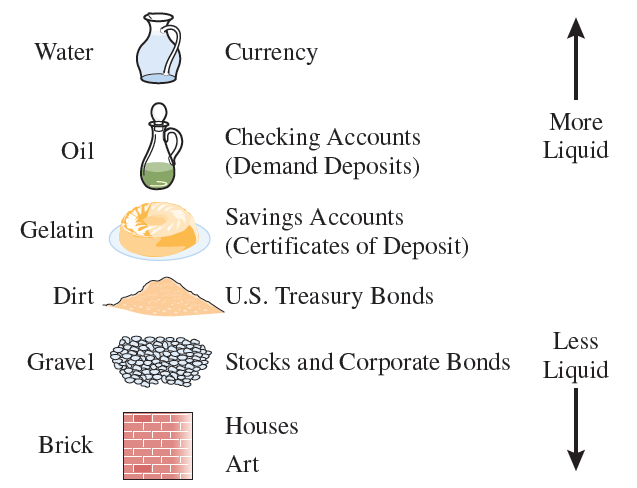 Water
Currency
More
Liquid
Oil
Checking Accounts
(Demand Deposits)
Gelatin
Savings Accounts
(Certificates of Deposit)
Dirt
U.S. Treasury Bonds
Less
Liquid
Gravel
Stocks and Corporate Bonds
Brick
Houses
Art